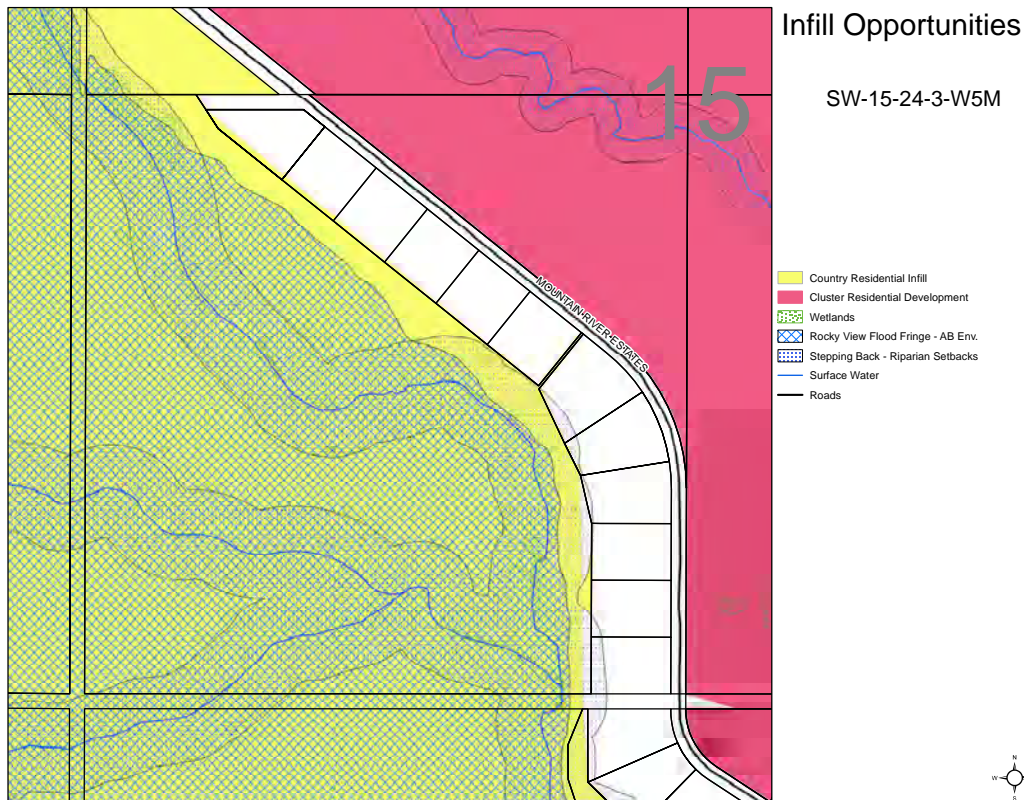 Infill Opportunities
SW-15-24-3-W5M
15
MOUNTAIN RIVER ESTATES
Country Residential Infill
Cluster Residential Development
Wetlands
Rocky View Flood Fringe - AB Env.
Stepping Back - Riparian Setbacks
Surface Water
Roads
N
W
S